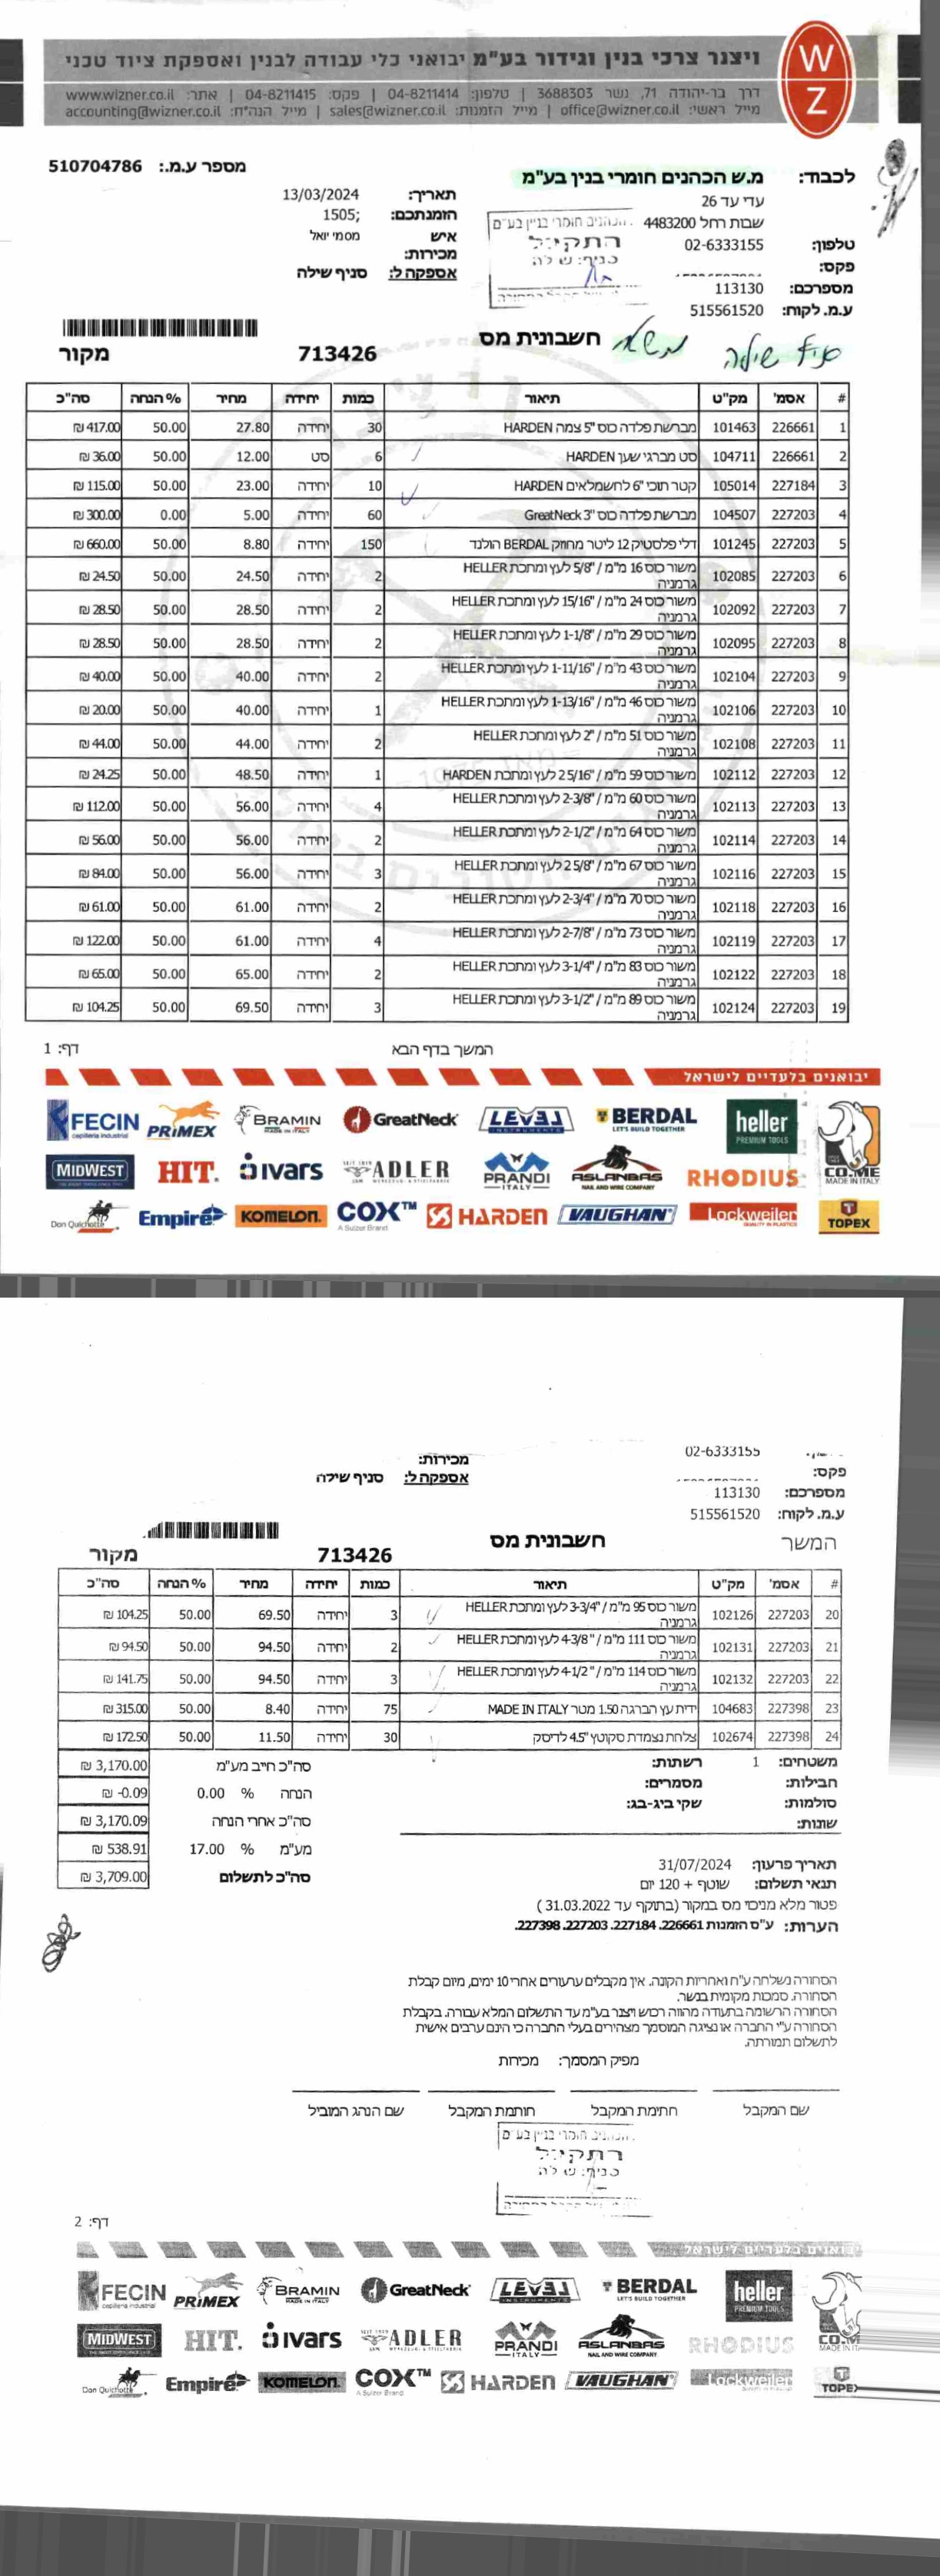 ויצנר צרכי בנין וגידור בע"מ יבואני כלי עבודה לבנין ואספקת ציוד טכני
דרך בר-יהודה 71, נשר 3688303 | טלפון: 04-8211414 | פקס: 04-8211415 | אתר: www.wizner.co.il
מייל ראשי: office@wizner.co.il | מייל הזמנות: sales@wizner.co.il | מייל הנה"ח: accounting@wizner.co.il
W
Z
לכבוד: מ.ש הכהנים חומרי בנין בע"מ
עדי עד 26
שבות רחל 4483200
טלפון: 02-6333155
פקס:
מספרכם: 113130
ע.מ. לקוח: 515561520
מספר ע.מ.: 510704786
תאריך: 13/03/2024
הזמנתכם: 1505;
איש מכירות: ממי יואל
אספקה ל: סניף שילה
הכהנים חומרי בניין בע"מ
התקבל
סניף: שילה
סניף שילה
חשבונית מס
713426
מקור
# אסמ' מק"ט תיאור כמות יחידה מחיר % הנחה סה"כ
1 226661 101463 מברשת פלדה כוס "5 צמה HARDEN 30 יחידה 27.80 50.00 417.00 ₪
2 226661 104711 סט מברגי שען HARDEN 6 סט 12.00 50.00 36.00 ₪
3 227184 105014 קטר תוכי "6 לחשמלאים HARDEN 10 יחידה 23.00 50.00 115.00 ₪
4 227203 104507 מברשת פלדה כוס "3 GreatNeck 60 יחידה 5.00 0.00 300.00 ₪
5 227203 101245 דלי פלסטיק 12 ליטר מחוזק BERDAL הולנד 150 יחידה 8.80 50.00 660.00 ₪
6 227203 102085 משור כוס 16 מ"מ / "5/8 לעץ ומתכת HELLER גרמניה 2 יחידה 24.50 50.00 24.50 ₪
7 227203 102092 משור כוס 24 מ"מ / "15/16 לעץ ומתכת HELLER גרמניה 2 יחידה 28.50 50.00 28.50 ₪
8 227203 102095 משור כוס 29 מ"מ / "1-1/8 לעץ ומתכת HELLER גרמניה 2 יחידה 28.50 50.00 28.50 ₪
9 227203 102104 משור כוס 43 מ"מ / "1-11/16 לעץ ומתכת HELLER גרמניה 2 יחידה 40.00 50.00 40.00 ₪
10 227203 102106 משור כוס 46 מ"מ / "1-13/16 לעץ ומתכת HELLER גרמניה 1 יחידה 40.00 50.00 20.00 ₪
11 227203 102108 משור כוס 51 מ"מ / "2 לעץ ומתכת HELLER גרמניה 2 יחידה 44.00 50.00 44.00 ₪
12 227203 102112 משור כוס 59 מ"מ / "2 5/16 לעץ ומתכת HARDEN 1 יחידה 48.50 50.00 24.25 ₪
13 227203 102113 משור כוס 60 מ"מ / "2-3/8 לעץ ומתכת HELLER גרמניה 4 יחידה 56.00 50.00 112.00 ₪
14 227203 102114 משור כוס 64 מ"מ / "2-1/2 לעץ ומתכת HELLER גרמניה 2 יחידה 56.00 50.00 56.00 ₪
15 227203 102116 משור כוס 67 מ"מ / "2 5/8 לעץ ומתכת HELLER גרמניה 3 יחידה 56.00 50.00 84.00 ₪
16 227203 102118 משור כוס 70 מ"מ / "2-3/4 לעץ ומתכת HELLER גרמניה 2 יחידה 61.00 50.00 61.00 ₪
17 227203 102119 משור כוס 73 מ"מ / "2-7/8 לעץ ומתכת HELLER גרמניה 4 יחידה 61.00 50.00 122.00 ₪
18 227203 102122 משור כוס 83 מ"מ / "3-1/4 לעץ ומתכת HELLER גרמניה 2 יחידה 65.00 50.00 65.00 ₪
19 227203 102124 משור כוס 89 מ"מ / "3-1/2 לעץ ומתכת HELLER גרמניה 3 יחידה 69.50 50.00 104.25 ₪
המשך בדף הבא
דף: 1
יבואנים בלעדיים לישראל
FECIN PRIMEX BRAMIN GreatNeck LEVEL BERDAL LET'S BUILD TOGETHER heller PREMIUM TOOLS
MIDWEST HIT. ivars ADLER PRANDI ITALY ASLANBAS NAIL AND WIRE COMPANY RHODIUS CO.ME MADE IN ITALY
Don Quichotte Empire KOMELON. COX™ A Sulzer Brand HARDEN VAUGHAN Lockweiler TOPEX
02-6333155
פקס:
מספרכם: 113130
ע.מ. לקוח: 515561520
מכירות:
אספקה ל: סניף שילה
המשך
חשבונית מס
713426
מקור
# אסמ' מק"ט תיאור כמות יחידה מחיר % הנחה סה"כ
20 227203 102126 משור כוס 95 מ"מ / "3-3/4 לעץ ומתכת HELLER גרמניה 3 יחידה 69.50 50.00 104.25 ₪
21 227203 102131 משור כוס 111 מ"מ / "4-3/8 לעץ ומתכת HELLER גרמניה 2 יחידה 94.50 50.00 94.50 ₪
22 227203 102132 משור כוס 114 מ"מ / "4-1/2 לעץ ומתכת HELLER גרמניה 3 יחידה 94.50 50.00 141.75 ₪
23 227398 104683 ידית עץ הברגה 1.50 מטר MADE IN ITALY 75 יחידה 8.40 50.00 315.00 ₪
24 227398 102674 צלחת נצמדת סקוטץ' "4.5 לדיסק 30 יחידה 11.50 50.00 172.50 ₪
משטחים: 1 רשתות:
חבילות: מסמרים:
סולמות: שקי ביג-בג:
שונות:
סה"כ חייב מע"מ 3,170.00 ₪
הנחה % 0.00 -0.09 ₪
סה"כ אחרי הנחה 3,170.09 ₪
מע"מ % 17.00 538.91 ₪
סה"כ לתשלום 3,709.00 ₪
תאריך פרעון: 31/07/2024
תנאי תשלום: שוטף + 120 יום
פטור מלא מניכוי מס במקור (בתוקף עד 31.03.2022 )
הערות: ע"ס הזמנות 226661, 227184, 227203, 227398.
הסחורה נשלחה ע"ח ואחריות הקונה. אין מקבלים ערעורים אחרי 10 ימים, מיום קבלת
הסחורה. סמכות מקומית בנשר.
הסחורה הרשומה בתעודה מהווה רכוש ויצנר בע"מ עד התשלום המלא עבורה. בקבלת
הסחורה ע"י החברה או נציגה המוסמך מצהירים בעלי החברה כי הינם ערבים אישית
לתשלום תמורתה.
מפיק המסמך: מכירות
שם המקבל חתימת המקבל חותמת המקבל שם הנהג המוביל
הכהנים חומרי בניין בע"מ
התקבל
סניף: שילה
דף: 2
יבואנים בלעדיים לישראל
FECIN PRIMEX BRAMIN GreatNeck LEVEL BERDAL LET'S BUILD TOGETHER heller PREMIUM TOOLS
MIDWEST HIT. ivars ADLER PRANDI ITALY ASLANBAS NAIL AND WIRE COMPANY RHODIUS CO.M
Don Quichotte Empire KOMELON. COX™ A Sulzer Brand HARDEN VAUGHAN Lockweiler TOPEX